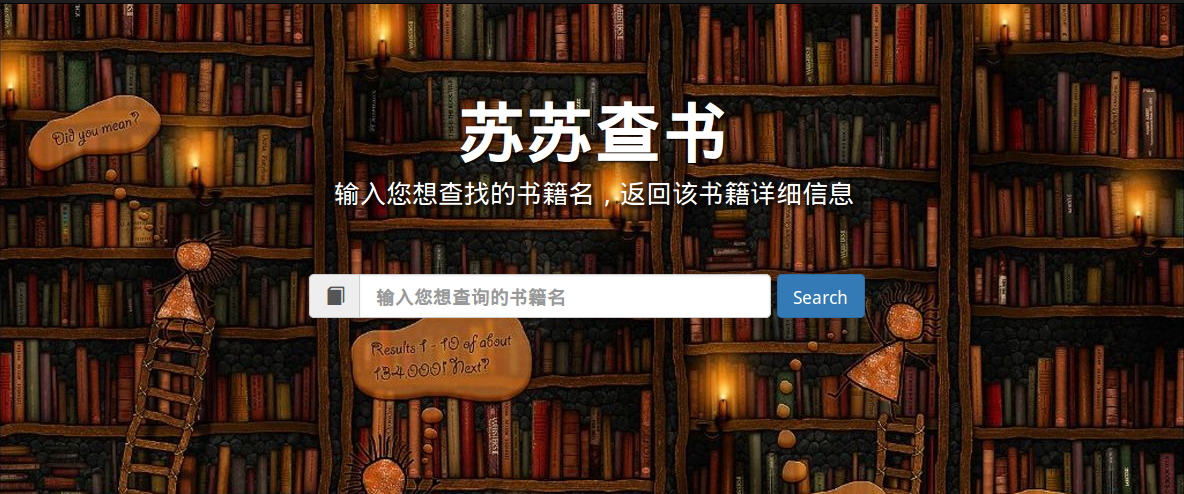 苏苏查书
Did you mean?
输入您想查找的书籍名，返回该书籍详细信息
输入您想查询的书籍名
Search
Results 1 - 10 of about
134.000! Next?